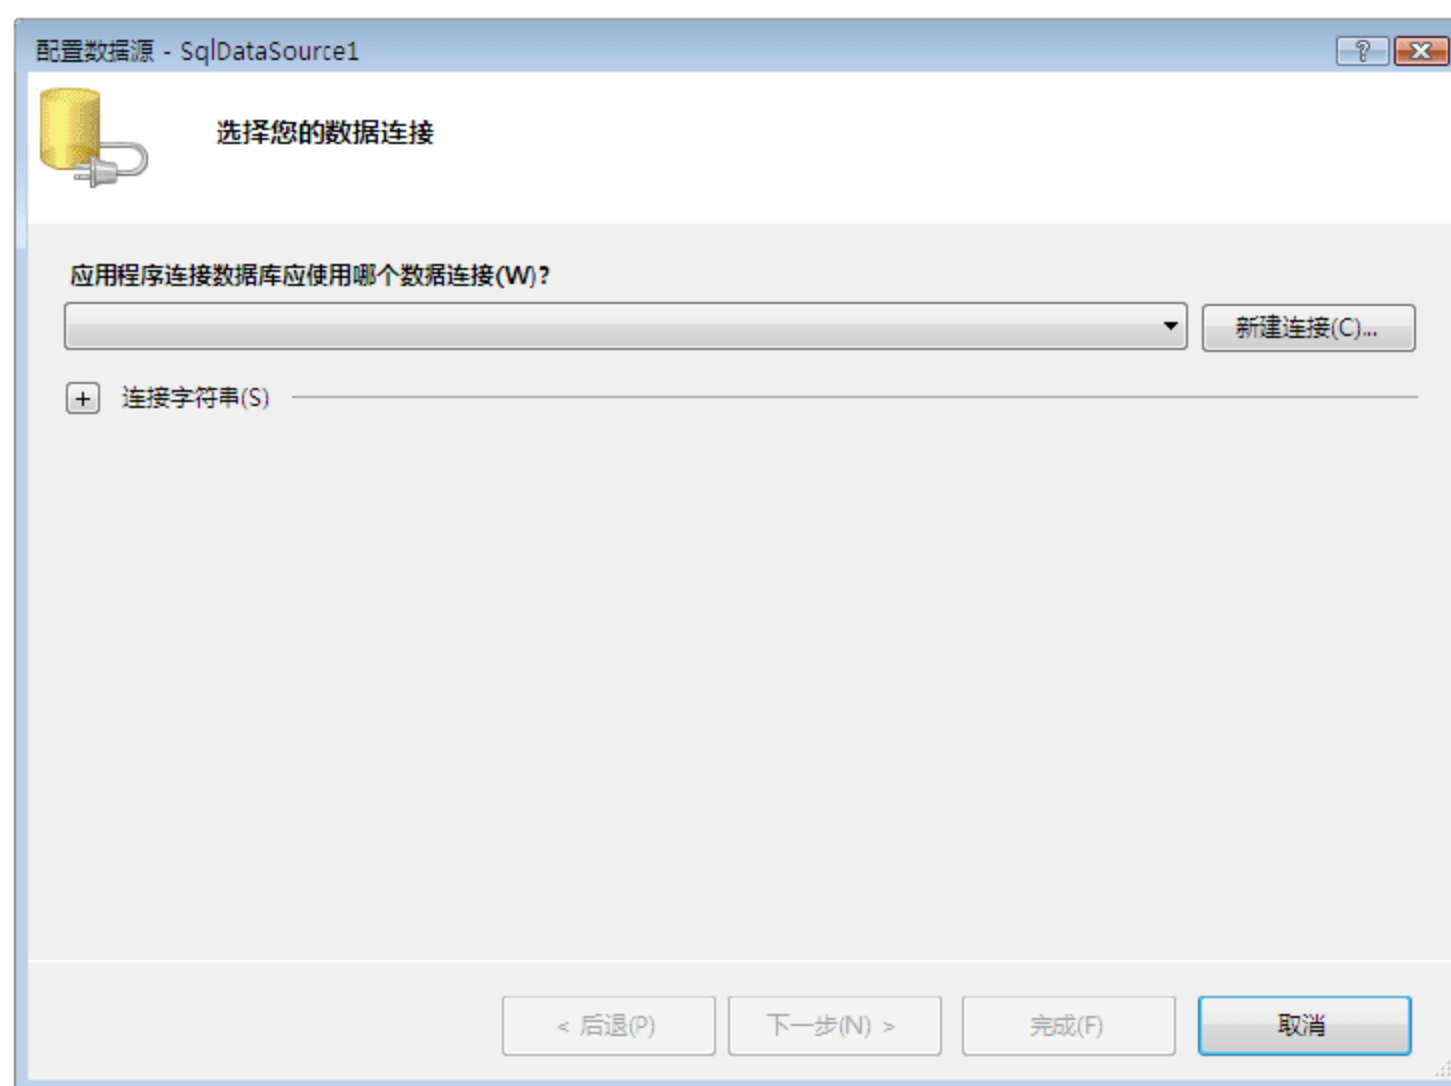 配置数据源 - SqlDataSource1
选择您的数据连接
应用程序连接数据库应使用哪个数据连接(W)?
新建连接(C)...
+ 连接字符串(S)
< 后退(P)
下一步(N) >
完成(F)
取消